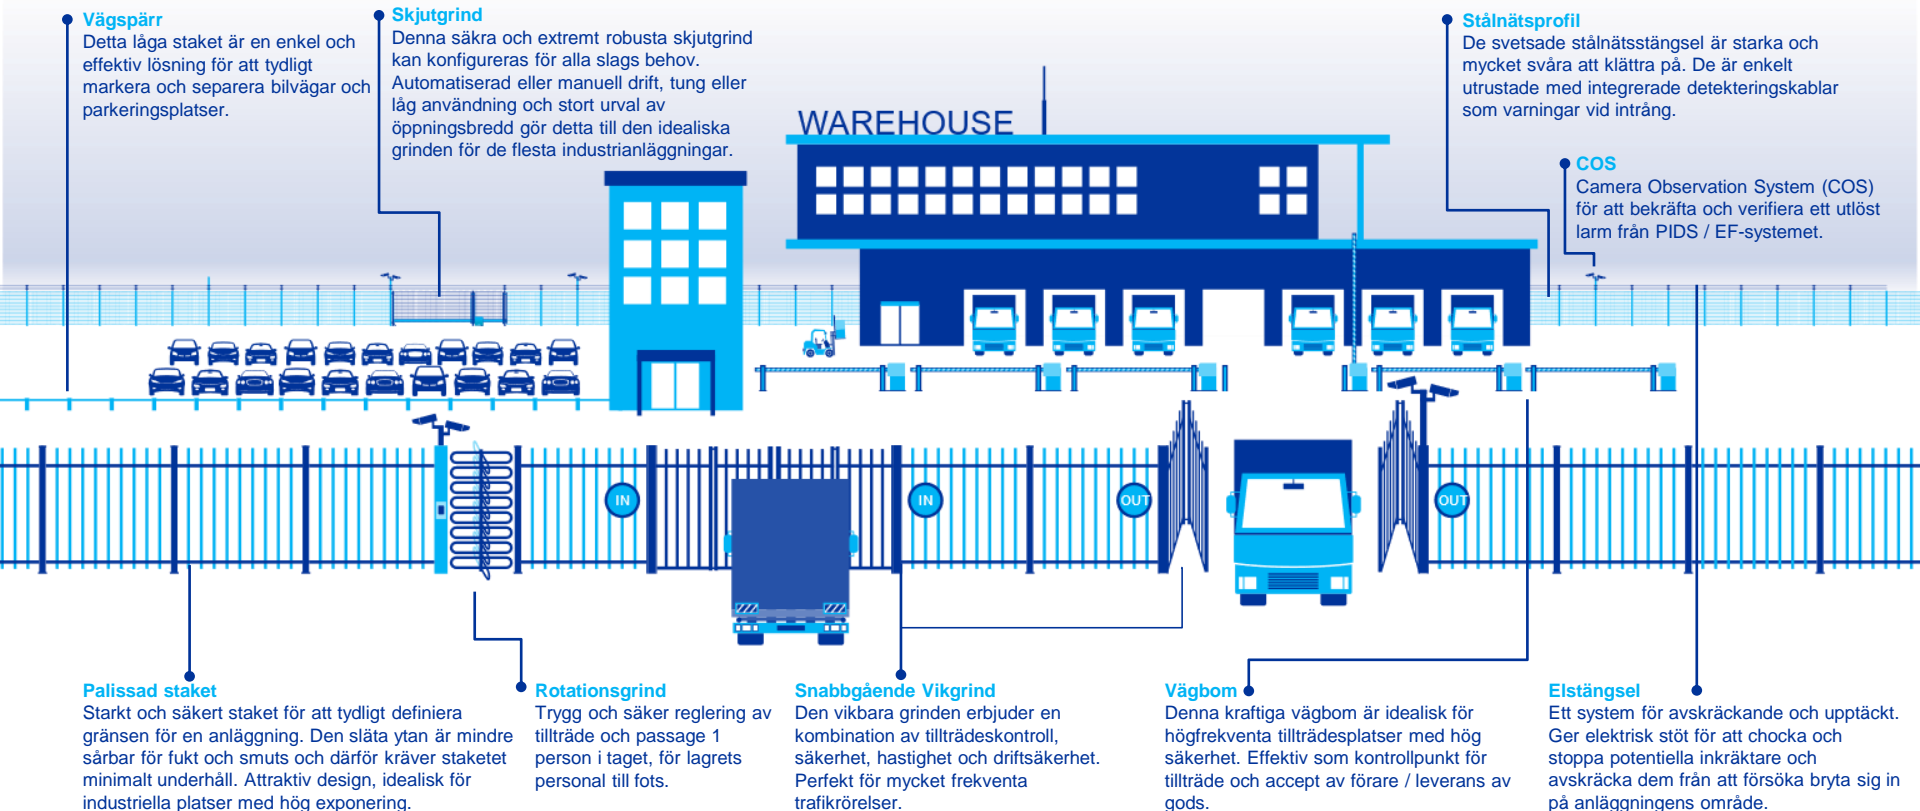 Vägspärr
Detta låga staket är en enkel och
effektiv lösning för att tydligt
markera och separera bilvägar och
parkeringsplatser.
Skjutgrind
Denna säkra och extremt robusta skjutgrind
kan konfigureras för alla slags behov.
Automatiserad eller manuell drift, tung eller
låg användning och stort urval av
öppningsbredd gör detta till den idealiska
grinden för de flesta industrianläggningar.
WAREHOUSE
Stålnätsprofil
De svetsade stålnätsstängsel är starka och
mycket svåra att klättra på. De är enkelt
utrustade med integrerade detekteringskablar
som varningar vid intrång.
COS
Camera Observation System (COS)
för att bekräfta och verifiera ett utlöst
larm från PIDS / EF-systemet.
IN
IN
OUT
OUT
Palissad staket
Starkt och säkert staket för att tydligt definiera
gränsen för en anläggning. Den släta ytan är mindre
sårbar för fukt och smuts och därför kräver staketet
minimalt underhåll. Attraktiv design, idealisk för
industriella platser med hög exponering.
Rotationsgrind
Trygg och säker reglering av
tillträde och passage 1
person i taget, för lagrets
personal till fots.
Snabbgående Vikgrind
Den vikbara grinden erbjuder en
kombination av tillträdeskontroll,
säkerhet, hastighet och driftsäkerhet.
Perfekt för mycket frekventa
trafikrörelser.
Vägbom
Denna kraftiga vägbom är idealisk för
högfrekventa tillträdesplatser med hög
säkerhet. Effektiv som kontrollpunkt för
tillträde och accept av förare / leverans av
gods.
Elstängsel
Ett system för avskräckande och upptäckt.
Ger elektrisk stöt för att chocka och
stoppa potentiella inkräktare och
avskräcka dem från att försöka bryta sig in
på anläggningens område.